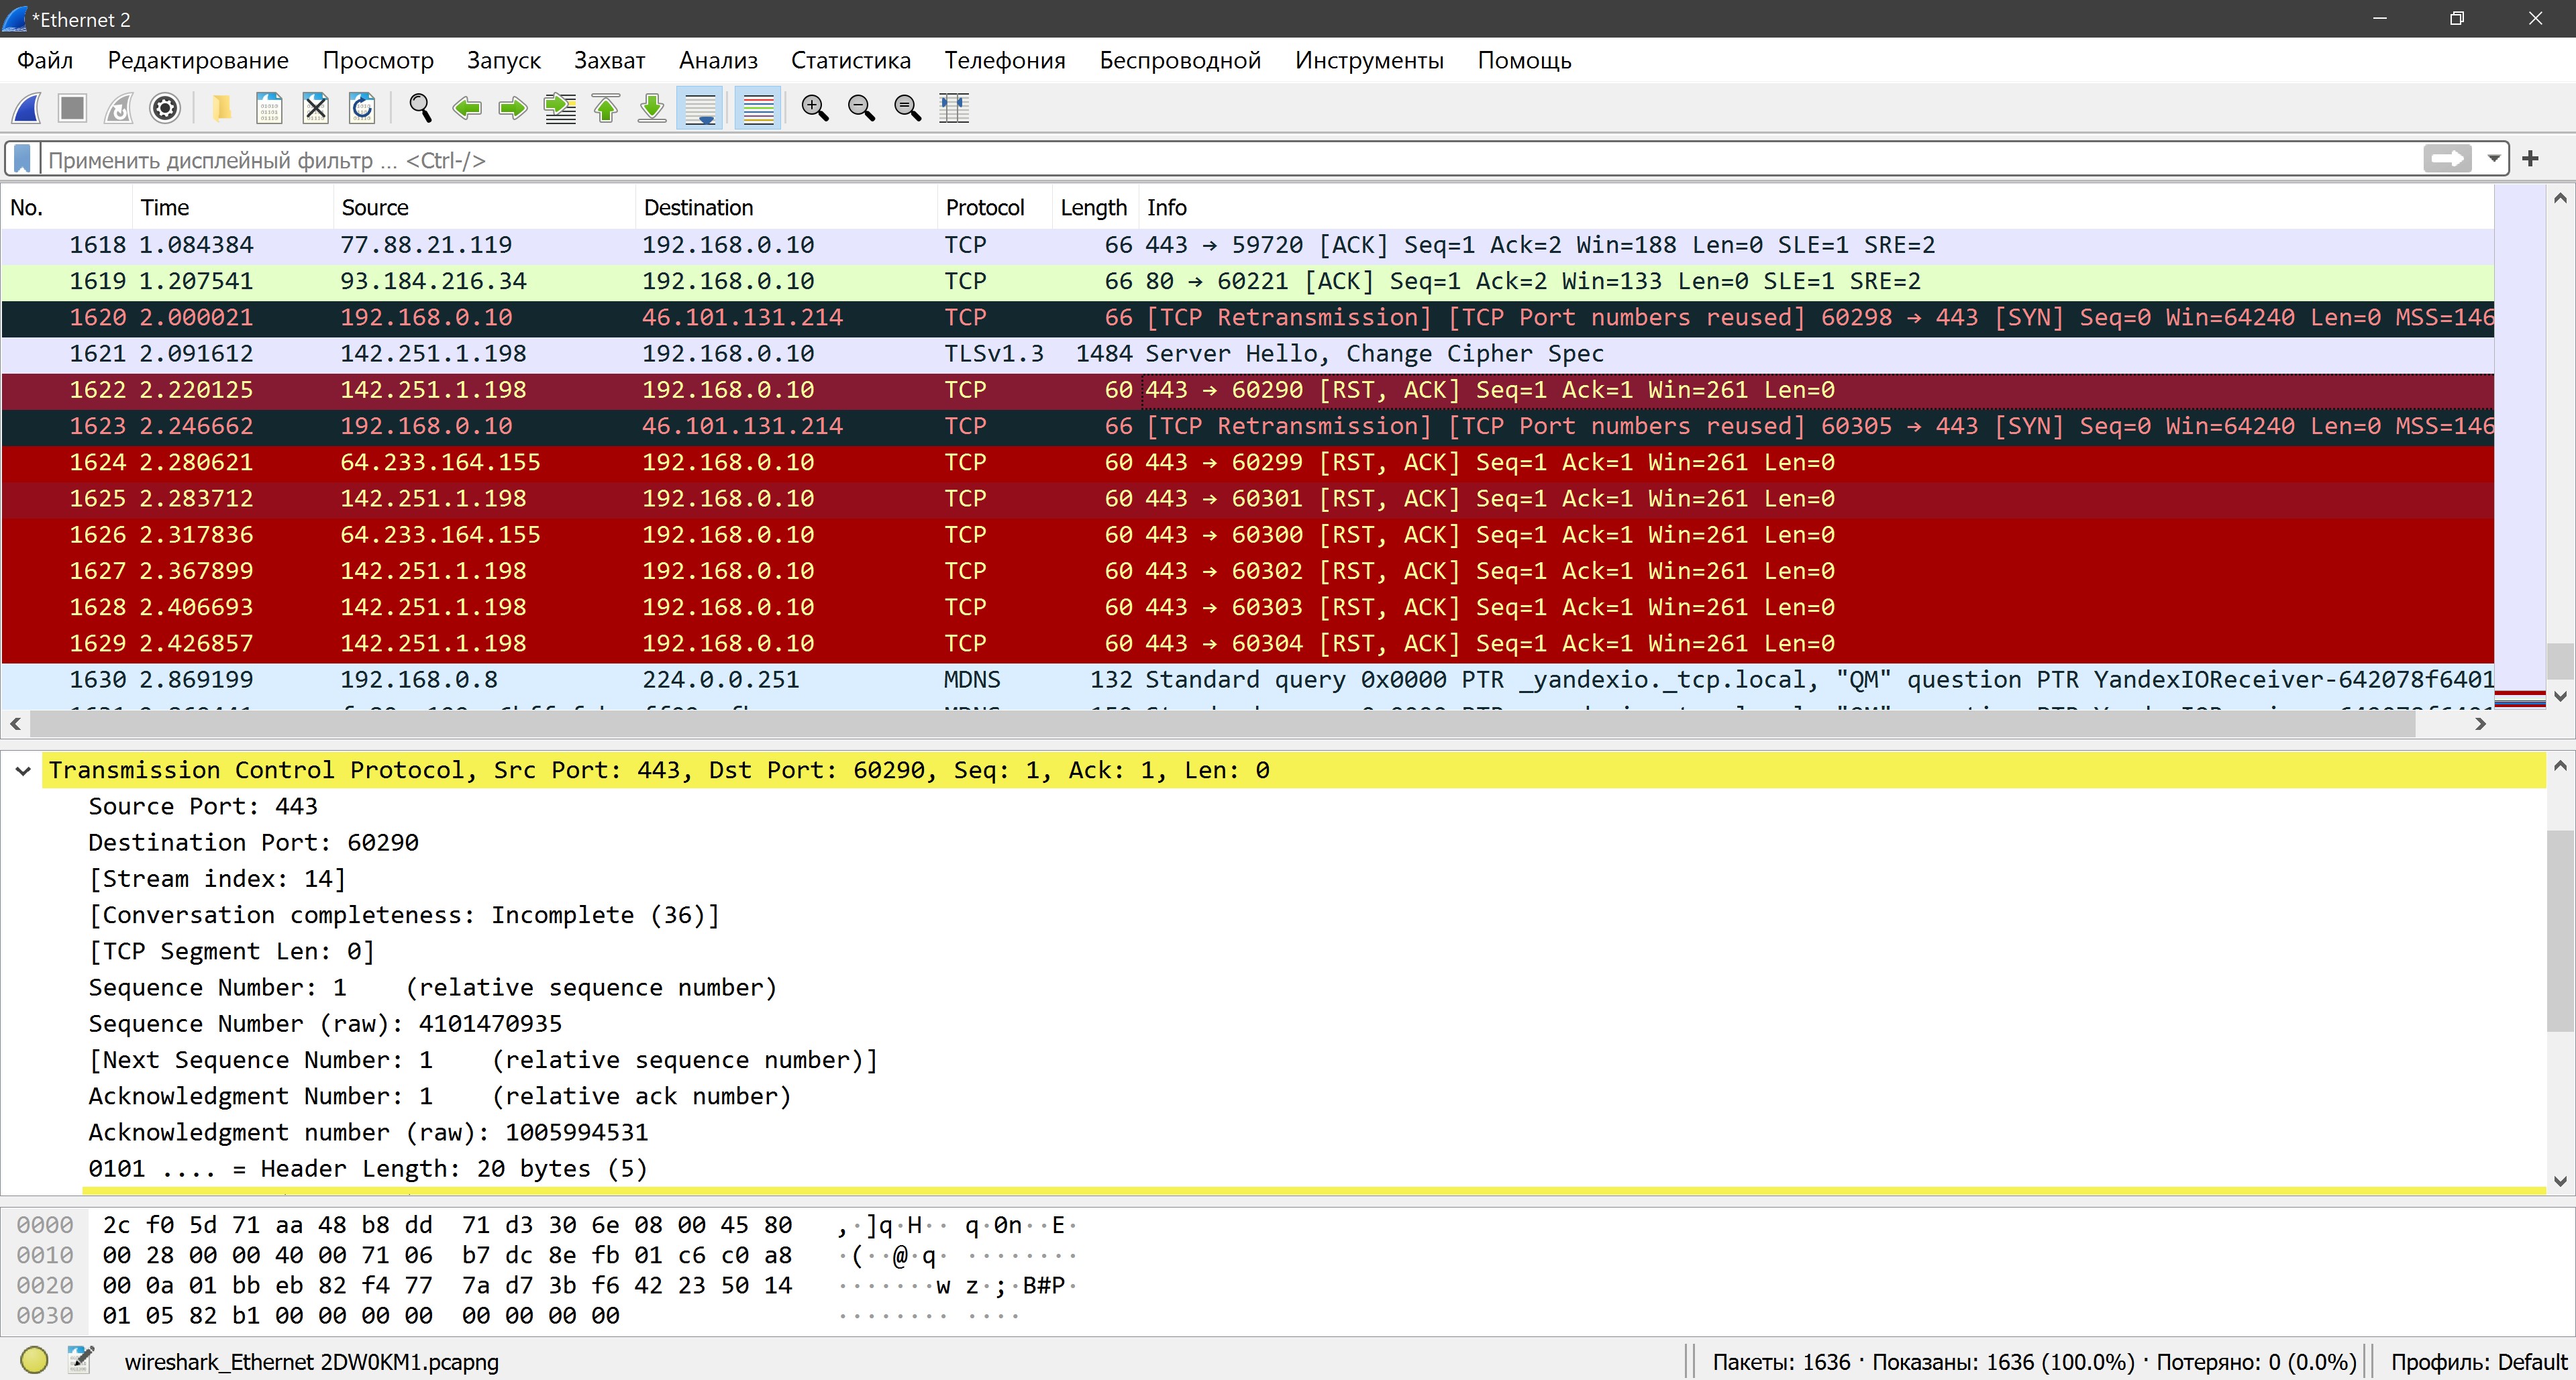 *Ethernet 2
Файл Редактирование Просмотр Запуск Захват Анализ Статистика Телефония Беспроводной Инструменты Помощь
Применить дисплейный фильтр ... <Ctrl-/>
No. Time Source Destination Protocol Length Info
1618 1.084384 77.88.21.119 192.168.0.10 TCP 66 443 → 59720 [ACK] Seq=1 Ack=2 Win=188 Len=0 SLE=1 SRE=2
1619 1.207541 93.184.216.34 192.168.0.10 TCP 66 80 → 60221 [ACK] Seq=1 Ack=2 Win=133 Len=0 SLE=1 SRE=2
1620 2.000021 192.168.0.10 46.101.131.214 TCP 66 [TCP Retransmission] [TCP Port numbers reused] 60298 → 443 [SYN] Seq=0 Win=64240 Len=0 MSS=146
1621 2.091612 142.251.1.198 192.168.0.10 TLSv1.3 1484 Server Hello, Change Cipher Spec
1622 2.220125 142.251.1.198 192.168.0.10 TCP 60 443 → 60290 [RST, ACK] Seq=1 Ack=1 Win=261 Len=0
1623 2.246662 192.168.0.10 46.101.131.214 TCP 66 [TCP Retransmission] [TCP Port numbers reused] 60305 → 443 [SYN] Seq=0 Win=64240 Len=0 MSS=146
1624 2.280621 64.233.164.155 192.168.0.10 TCP 60 443 → 60299 [RST, ACK] Seq=1 Ack=1 Win=261 Len=0
1625 2.283712 142.251.1.198 192.168.0.10 TCP 60 443 → 60301 [RST, ACK] Seq=1 Ack=1 Win=261 Len=0
1626 2.317836 64.233.164.155 192.168.0.10 TCP 60 443 → 60300 [RST, ACK] Seq=1 Ack=1 Win=261 Len=0
1627 2.367899 142.251.1.198 192.168.0.10 TCP 60 443 → 60302 [RST, ACK] Seq=1 Ack=1 Win=261 Len=0
1628 2.406693 142.251.1.198 192.168.0.10 TCP 60 443 → 60303 [RST, ACK] Seq=1 Ack=1 Win=261 Len=0
1629 2.426857 142.251.1.198 192.168.0.10 TCP 60 443 → 60304 [RST, ACK] Seq=1 Ack=1 Win=261 Len=0
1630 2.869199 192.168.0.8 224.0.0.251 MDNS 132 Standard query 0x0000 PTR _yandexio._tcp.local, "QM" question PTR YandexIOReceiver-642078f6401
Transmission Control Protocol, Src Port: 443, Dst Port: 60290, Seq: 1, Ack: 1, Len: 0
Source Port: 443
Destination Port: 60290
[Stream index: 14]
[Conversation completeness: Incomplete (36)]
[TCP Segment Len: 0]
Sequence Number: 1    (relative sequence number)
Sequence Number (raw): 4101470935
[Next Sequence Number: 1    (relative sequence number)]
Acknowledgment Number: 1    (relative ack number)
Acknowledgment number (raw): 1005994531
0101 .... = Header Length: 20 bytes (5)
0000 2c f0 5d 71 aa 48 b8 dd 71 d3 30 6e 08 00 45 80 ,·]q·H·· q·0n··E·
0010 00 28 00 00 40 00 71 06 b7 dc 8e fb 01 c6 c0 a8 ·(··@·q· ········
0020 00 0a 01 bb eb 82 f4 77 7a d7 3b f6 42 23 50 14 ·······w z·;·B#P·
0030 01 05 82 b1 00 00 00 00 00 00 00 00 ········ ····
wireshark_Ethernet 2DW0KM1.pcapng Пакеты: 1636 · Показаны: 1636 (100.0%) · Потеряно: 0 (0.0%) Профиль: Default